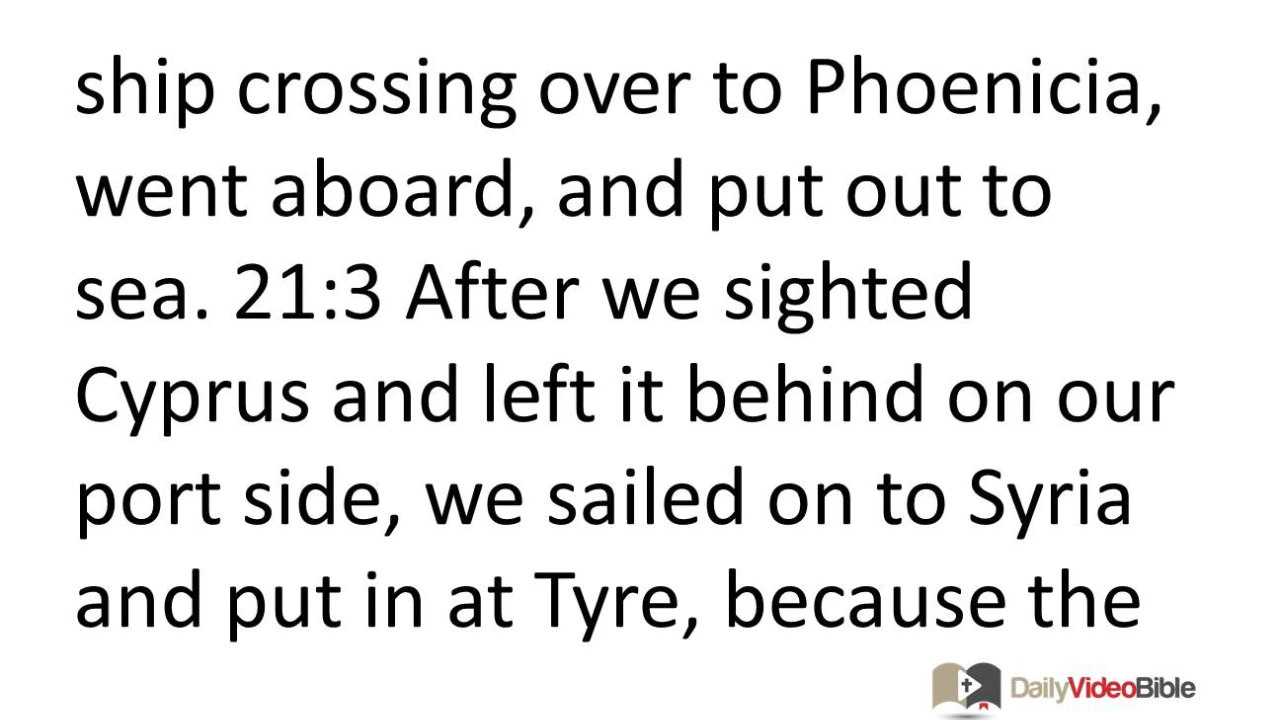 ship crossing over to Phoenicia,
went aboard, and put out to
sea. 21:3 After we sighted
Cyprus and left it behind on our
port side, we sailed on to Syria
and put in at Tyre, because the
DailyVideoBible